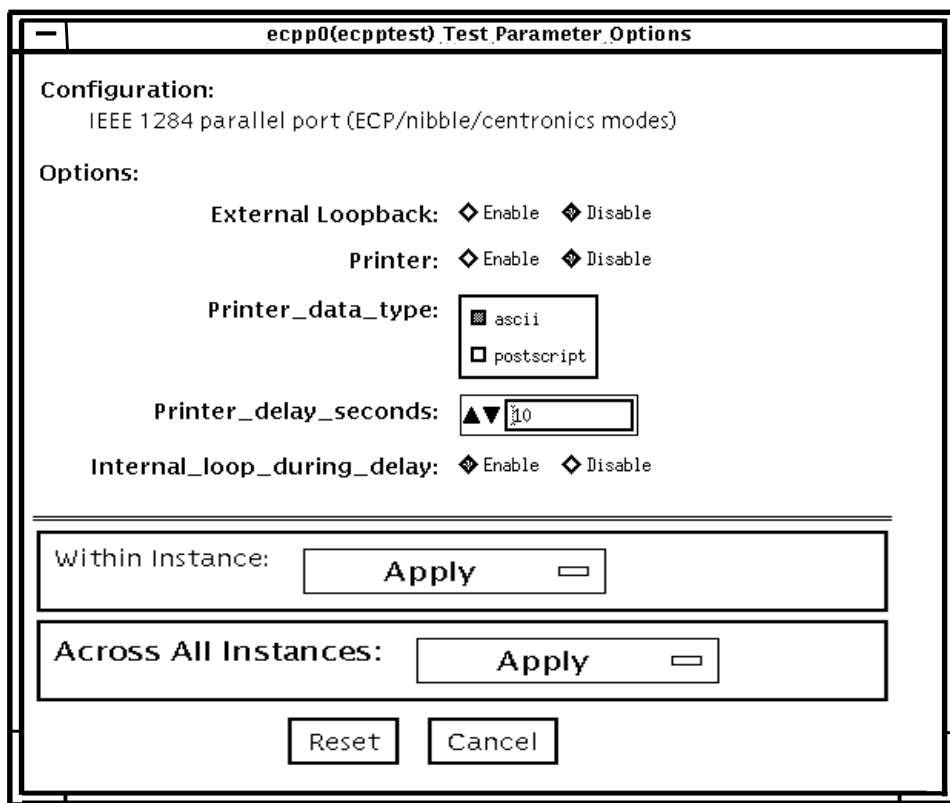 ecpp0(ecpptest) Test Parameter Options
Configuration:
IEEE 1284 parallel port (ECP/nibble/centronics modes)
Options:
External Loopback: Enable Disable
Printer: Enable Disable
Printer_data_type: ascii
postscript
Printer_delay_seconds: 10
Internal_loop_during_delay: Enable Disable
Within Instance: Apply
Across All Instances: Apply
Reset Cancel